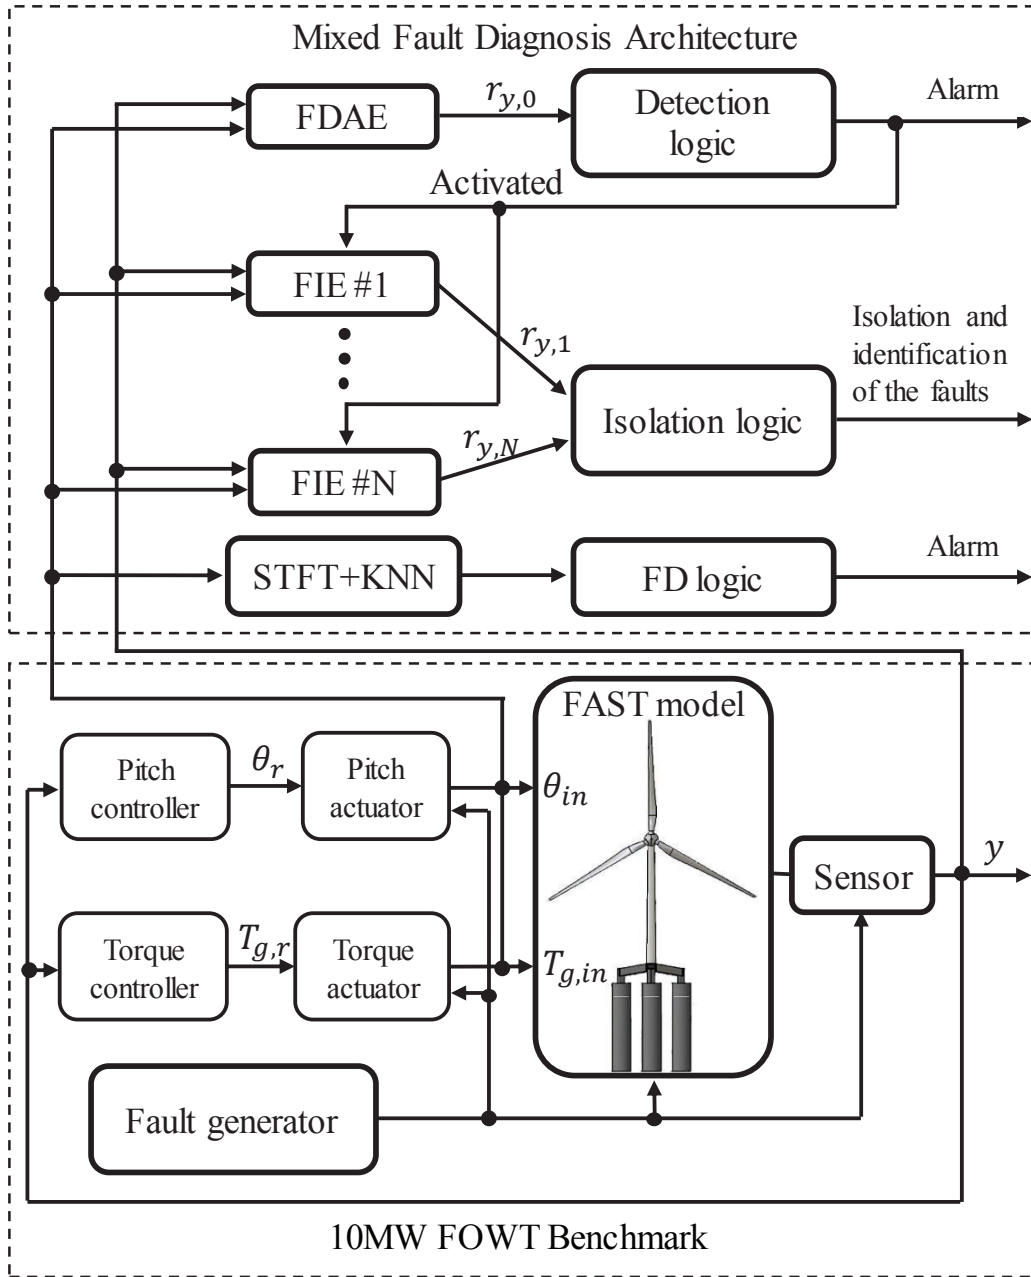 Mixed Fault Diagnosis Architecture
FDAE
r_{y,0}
Detection
logic
Alarm
Activated
FIE #1
r_{y,1}
Isolation and
identification
of the faults
Isolation logic
r_{y,N}
FIE #N
STFT+KNN
FD logic
Alarm
FAST model
Pitch
controller
θ_r
Pitch
actuator
θ_{in}
Sensor
y
Torque
controller
T_{g,r}
Torque
actuator
T_{g,in}
Fault generator
10MW FOWT Benchmark